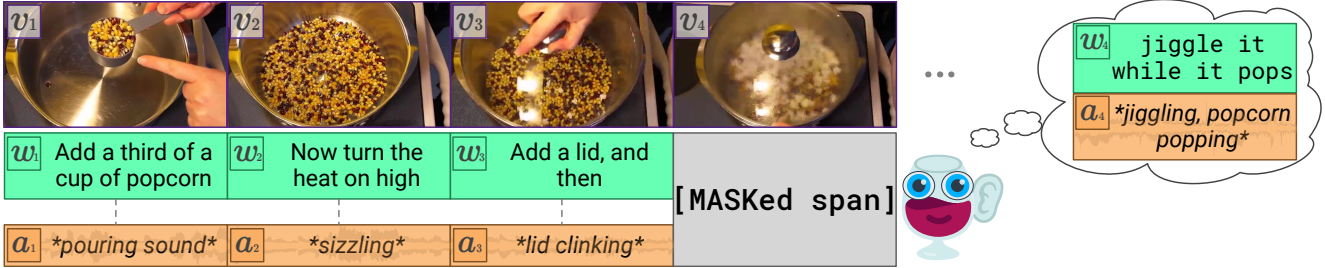 v1
v2
v3
v4
w1 Add a third of a
cup of popcorn
w2 Now turn the
heat on high
w3 Add a lid, and
then
[MASKed span]
a1 *pouring sound*
a2 *sizzling*
a3 *lid clinking*
...
w4 jiggle it
while it pops
a4 *jiggling, popcorn
popping*